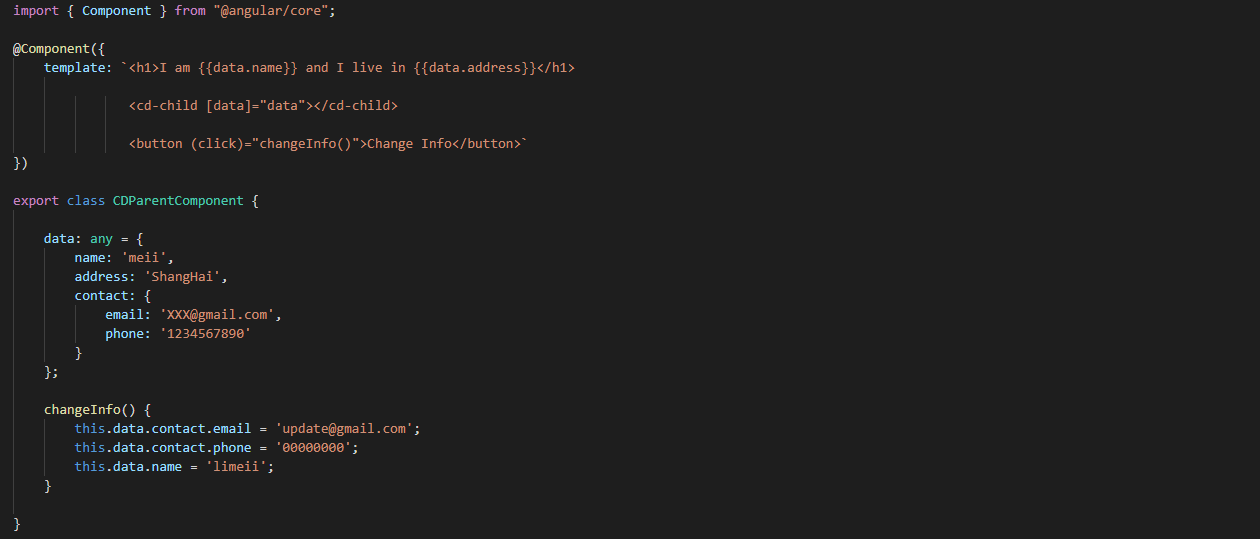 import { Component } from "@angular/core";
@Component({
template: `<h1>I am {{data.name}} and I live in {{data.address}}</h1>
<cd-child [data]="data"></cd-child>
<button (click)="changeInfo()">Change Info</button>`
})
export class CDParentComponent {
data: any = {
name: 'meii',
address: 'ShangHai',
contact: {
email: 'XXX@gmail.com',
phone: '1234567890'
}
};
changeInfo() {
this.data.contact.email = 'update@gmail.com';
this.data.contact.phone = '00000000';
this.data.name = 'limeii';
}
}